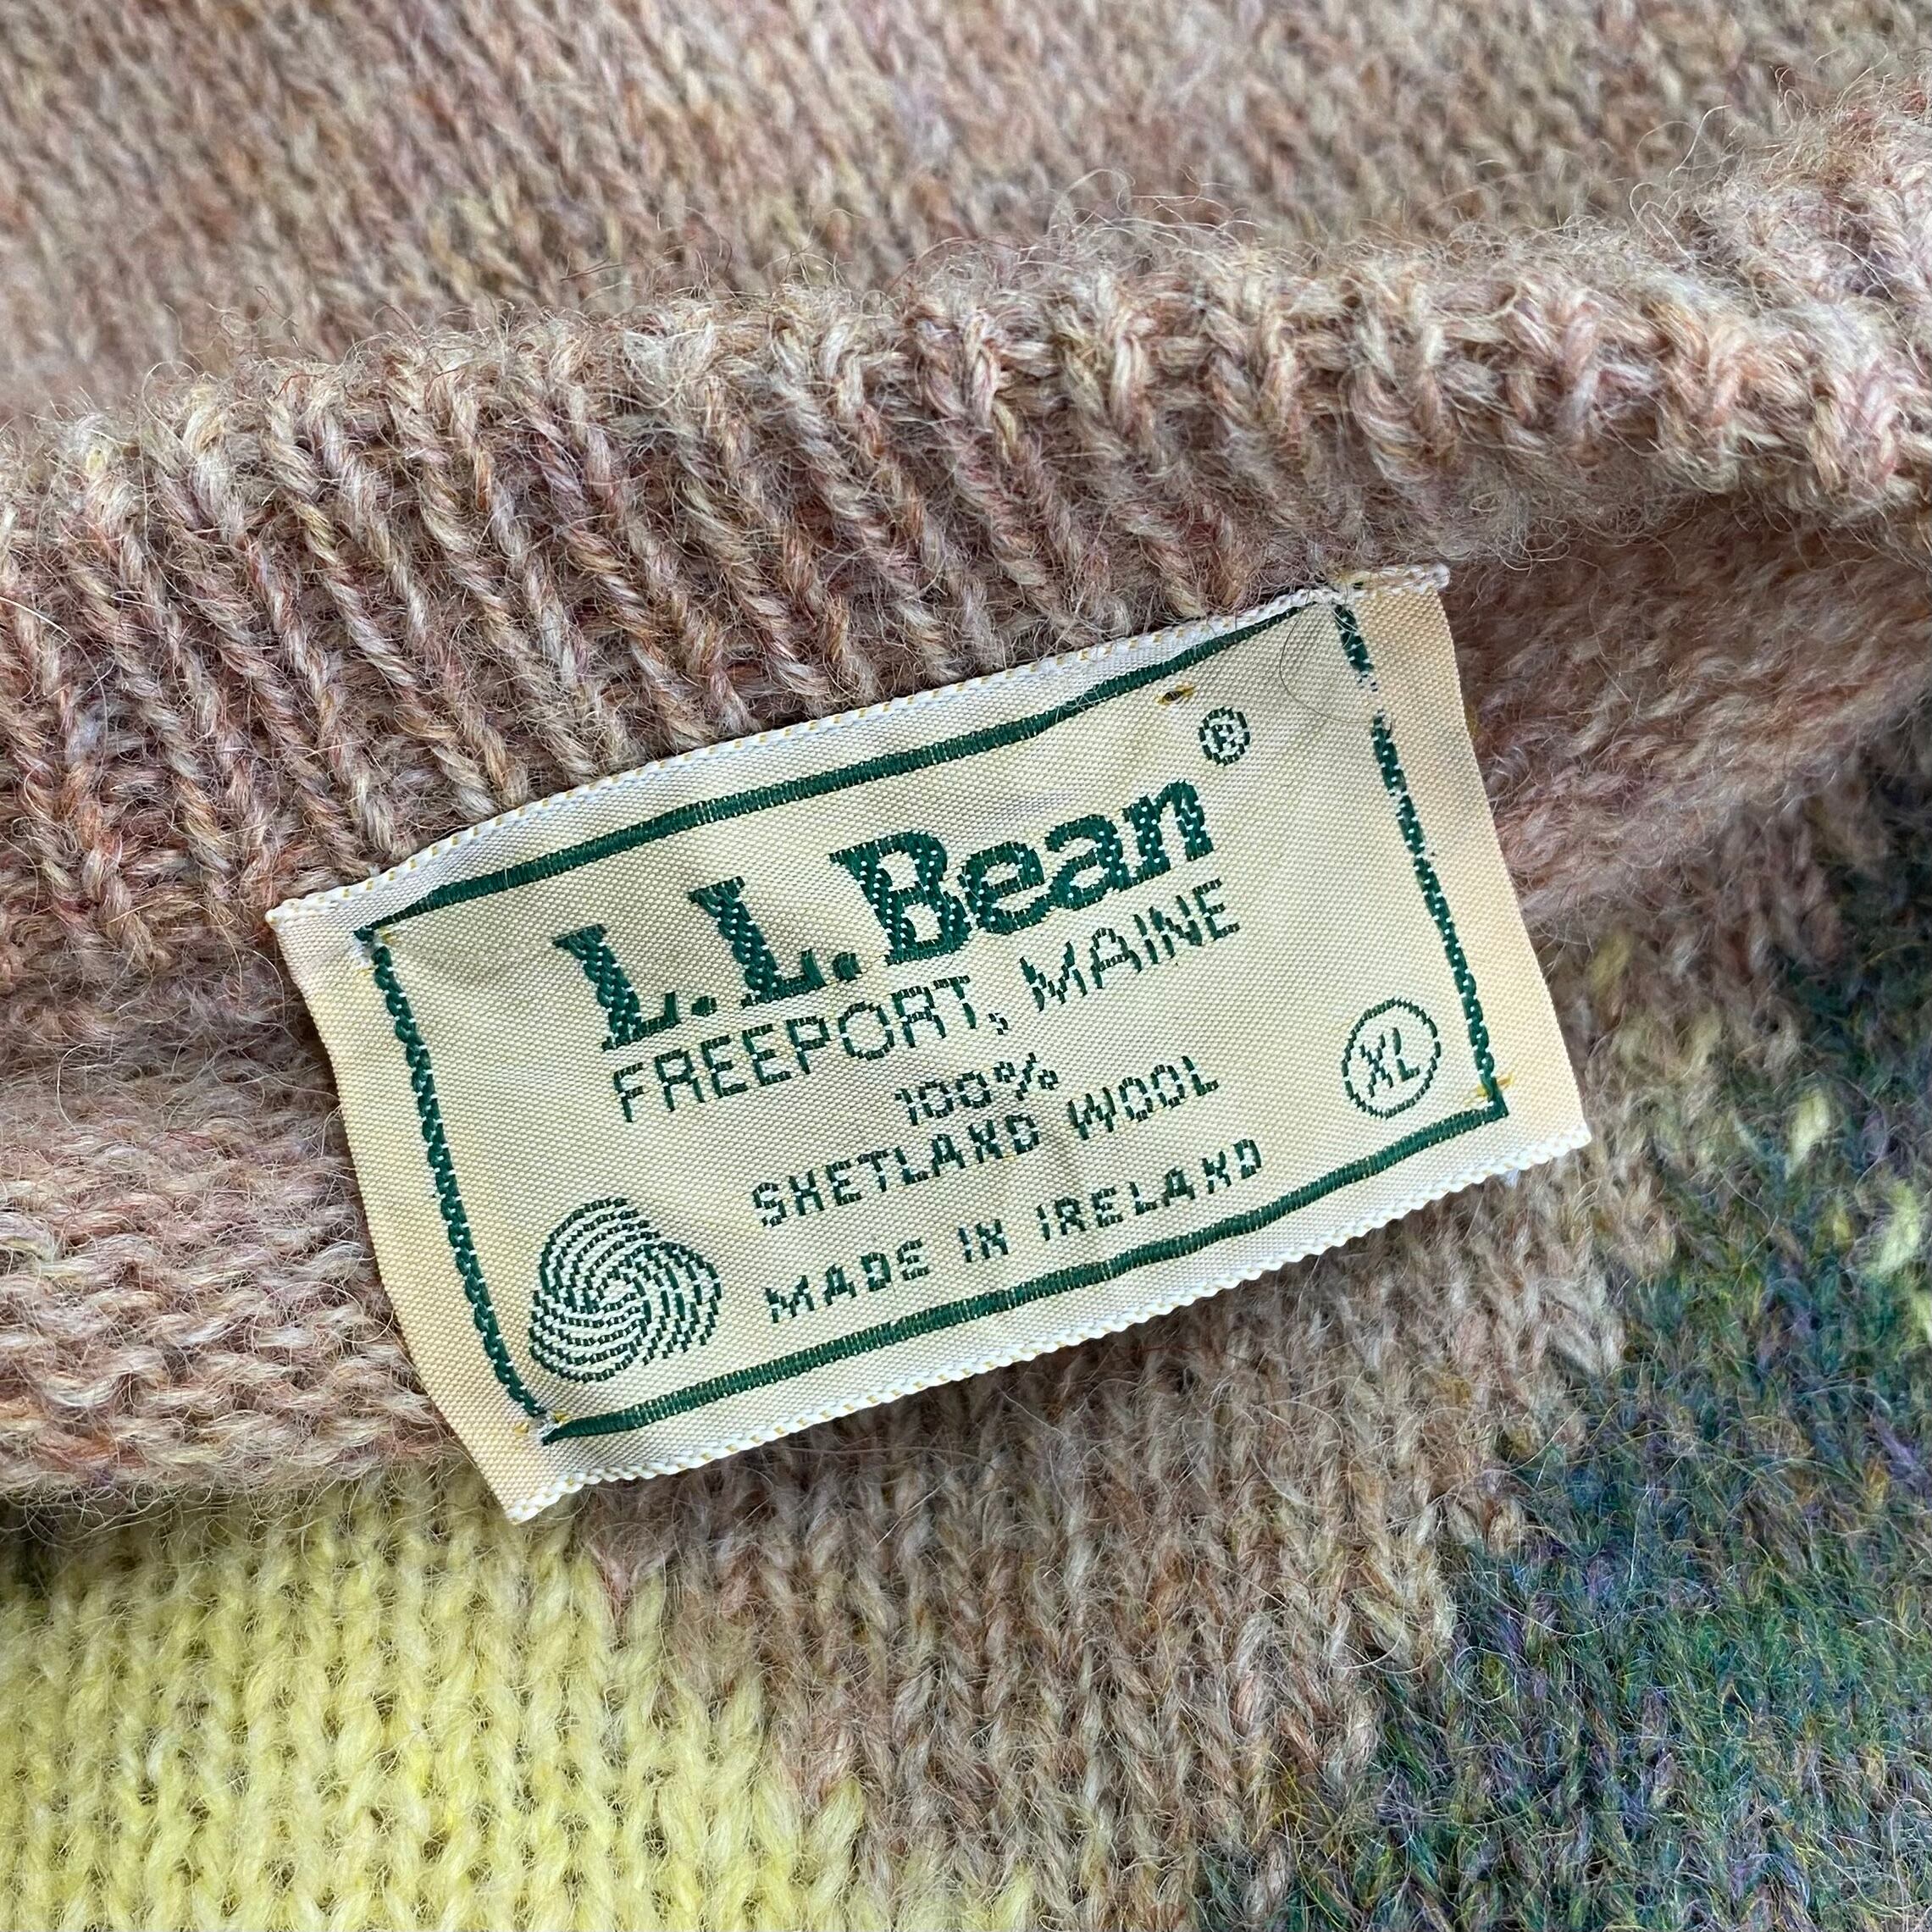 L.L.Bean®
FREEPORT, MAINE
100%
SHETLAND WOOL
XL
MADE IN IRELAND